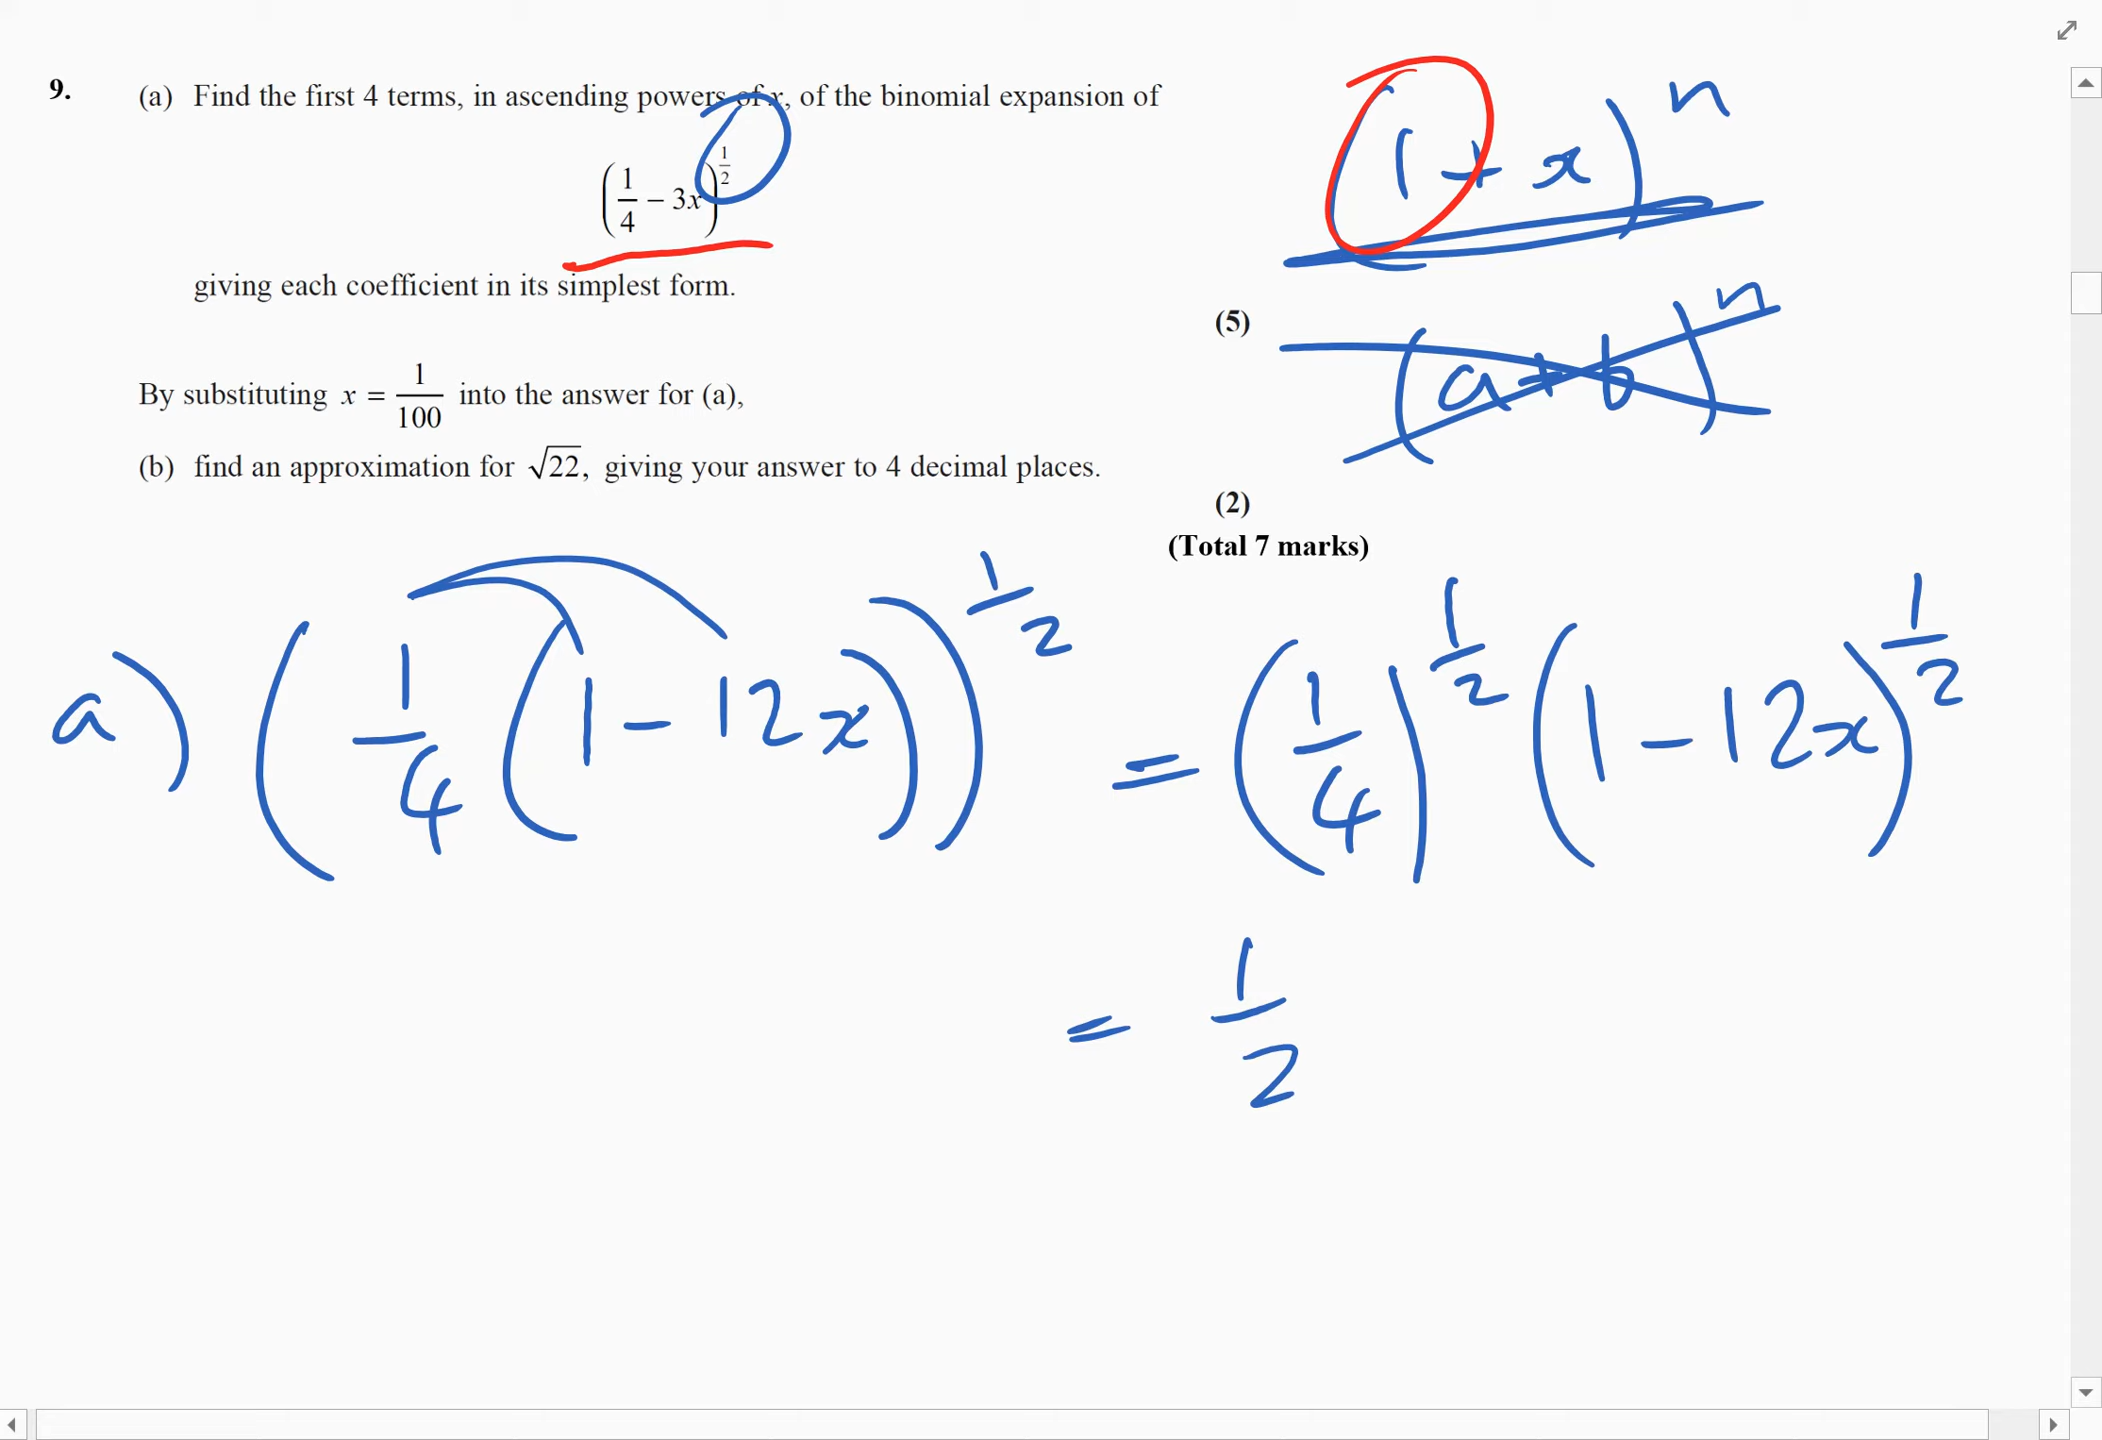 9. (a) Find the first 4 terms, in ascending powers of x, of the binomial expansion of
(1/4 − 3x)^(1/2)
giving each coefficient in its simplest form.
(5)
By substituting x = 1/100 into the answer for (a),
(b) find an approximation for √22, giving your answer to 4 decimal places.
(2)
(Total 7 marks)
(1 + x)^n
(a + b)^n
a) (1/4 (1 − 12x))^(1/2) = (1/4)^(1/2) (1 − 12x)^(1/2)
= 1/2